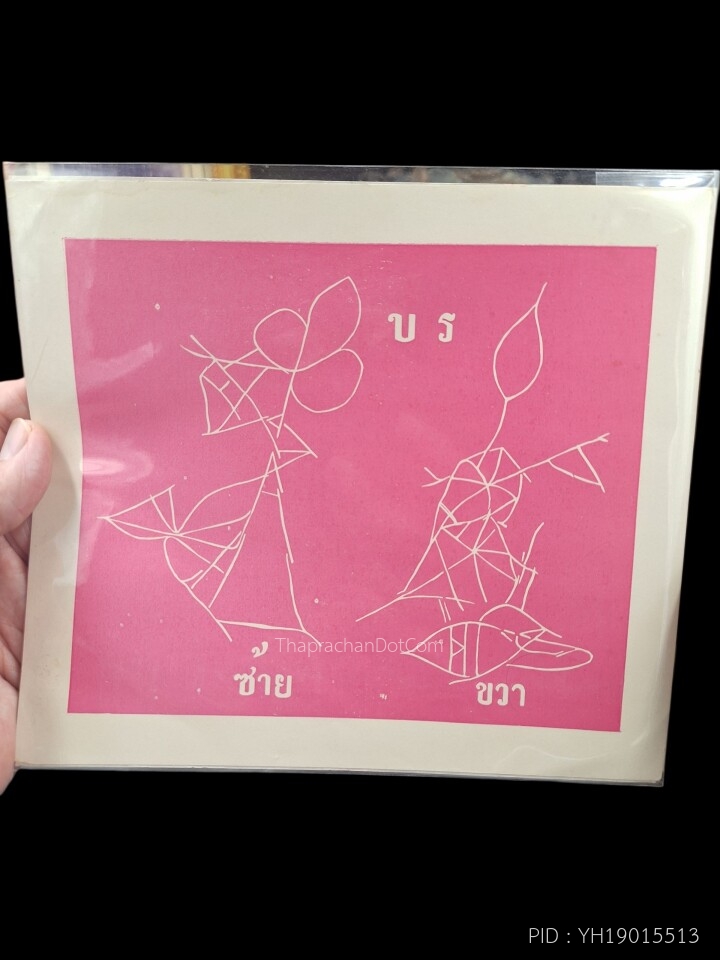 บ ร
ThaprachanDotCom
ซ้าย
ขวา
PID : YH19015513